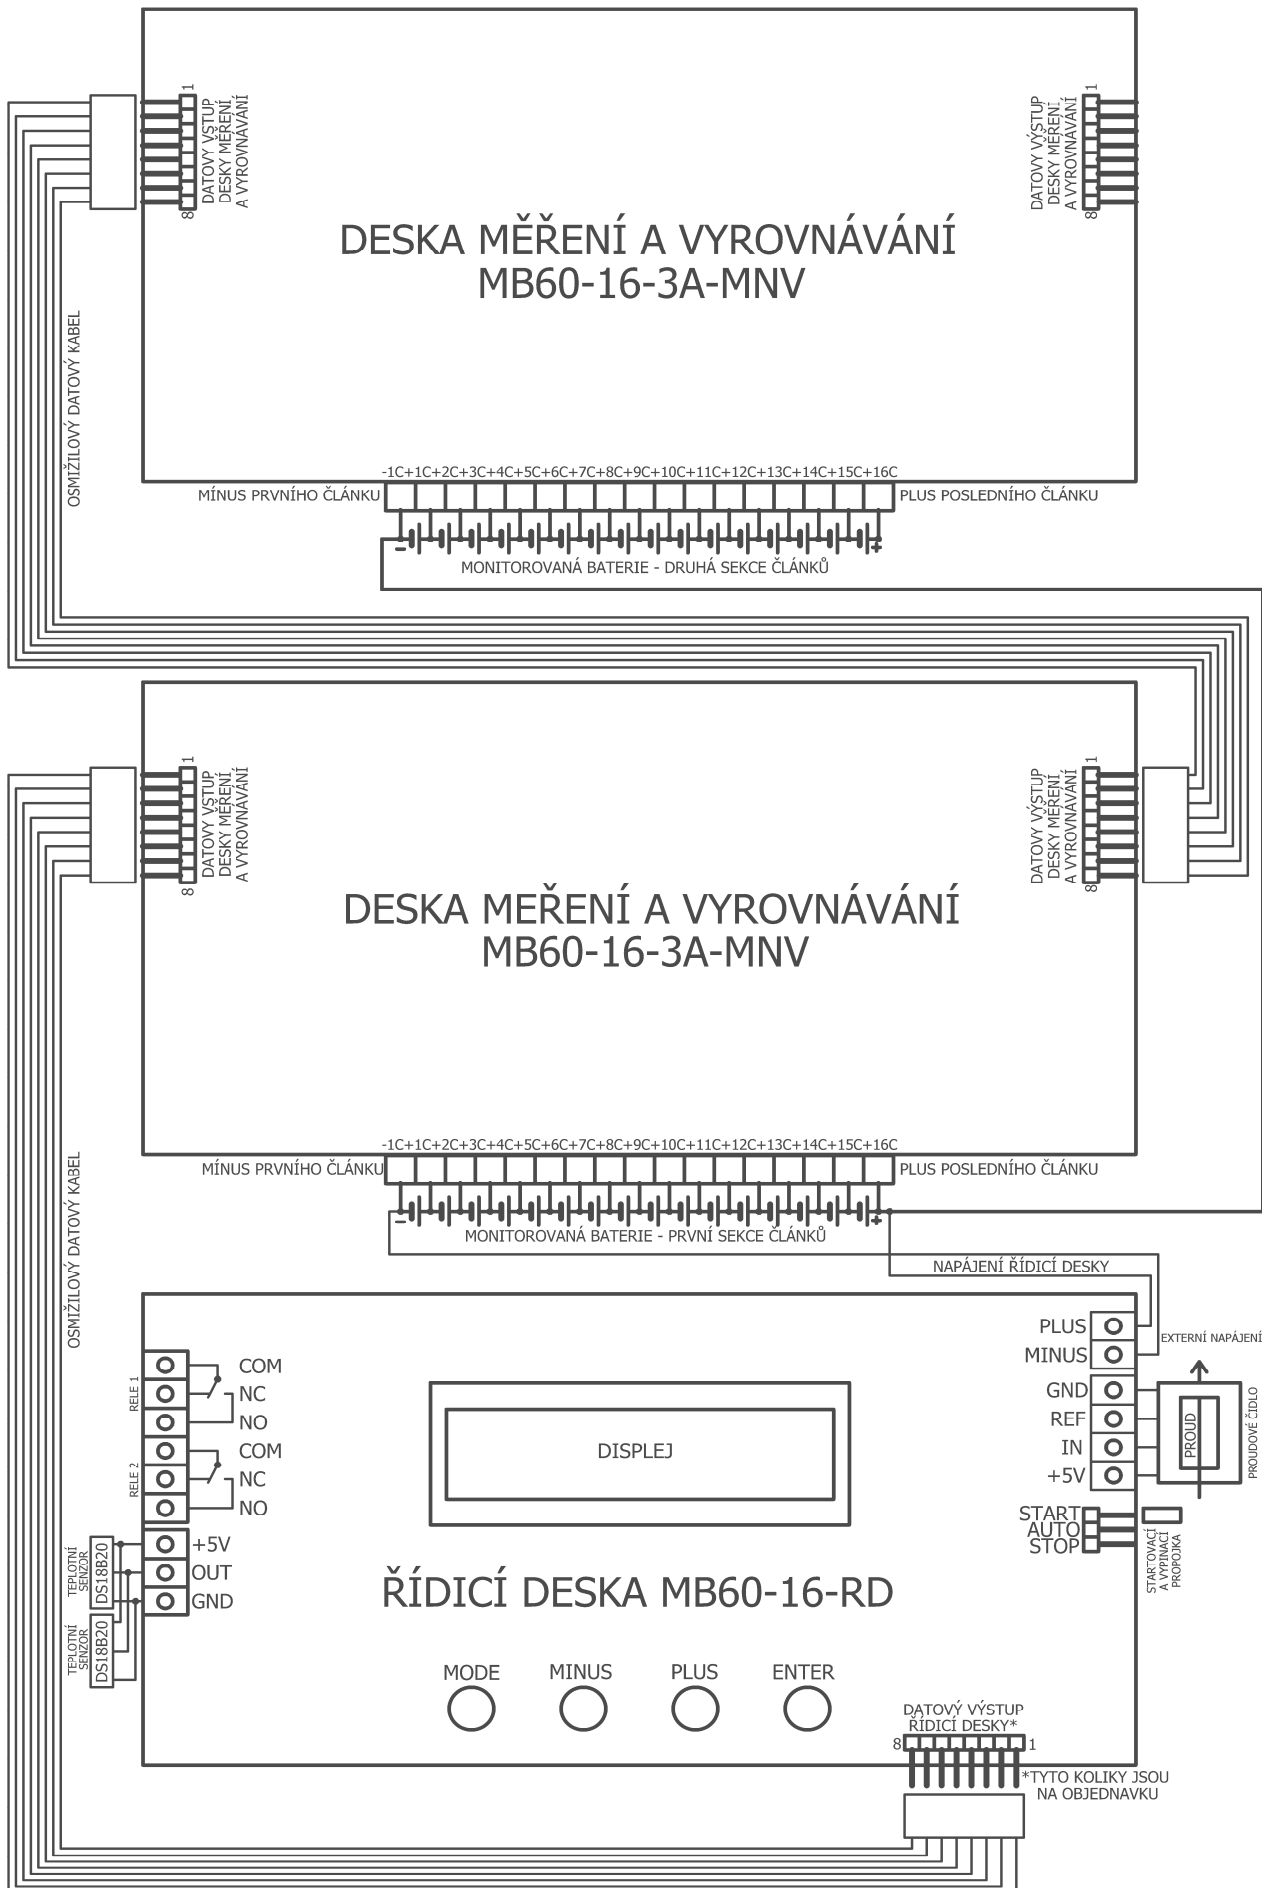 1
DATOVY VSTUP
DESKY MĚŘENÍ
A VYROVNÁVÁNÍ
8
1
DATOVY VÝSTUP
DESKY MĚŘENÍ
A VYROVNÁVÁNÍ
8
DESKA MĚŘENÍ A VYROVNÁVÁNÍ
MB60-16-3A-MNV
OSMIŽILOVÝ DATOVÝ KABEL
-1C+1C+2C+3C+4C+5C+6C+7C+8C+9C+10C+11C+12C+13C+14C+15C+16C
MÍNUS PRVNÍHO ČLÁNKU
PLUS POSLEDNÍHO ČLÁNKU
- +
MONITOROVANÁ BATERIE - DRUHÁ SEKCE ČLÁNKŮ
1
DATOVY VSTUP
DESKY MĚŘENÍ
A VYROVNÁVÁNÍ
8
1
DATOVY VÝSTUP
DESKY MĚŘENÍ
A VYROVNÁVÁNÍ
8
DESKA MEŘENÍ A VYROVNÁVÁNÍ
MB60-16-3A-MNV
OSMIŽILOVÝ DATOVÝ KABEL
-1C+1C+2C+3C+4C+5C+6C+7C+8C+9C+10C+11C+12C+13C+14C+15C+16C
MÍNUS PRVNÍHO ČLÁNKU
PLUS POSLEDNÍHO ČLÁNKU
- +
MONITOROVANÁ BATERIE - PRVNÍ SEKCE ČLÁNKŮ
NAPÁJENÍ ŘÍDICÍ DESKY
PLUS
MINUS
EXTERNÍ NAPÁJENÍ
GND
REF
IN
+5V
PROUD
PROUDOVÉ ČIDLO
START
AUTO
STOP
STARTOVACÍ
A VYPINACÍ
PROPOJKA
RELE 1
COM
NC
NO
RELE 2
COM
NC
NO
DISPLEJ
+5V
OUT
GND
TEPLOTNÍ
SENZOR
DS18B20
TEPLOTNÍ
SENZOR
DS18B20
ŘÍDICÍ DESKA MB60-16-RD
MODE
MINUS
PLUS
ENTER
DATOVÝ VÝSTUP
ŘÍDICÍ DESKY*
8
1
*TYTO KOLIKY JSOU
NA OBJEDNAVKU